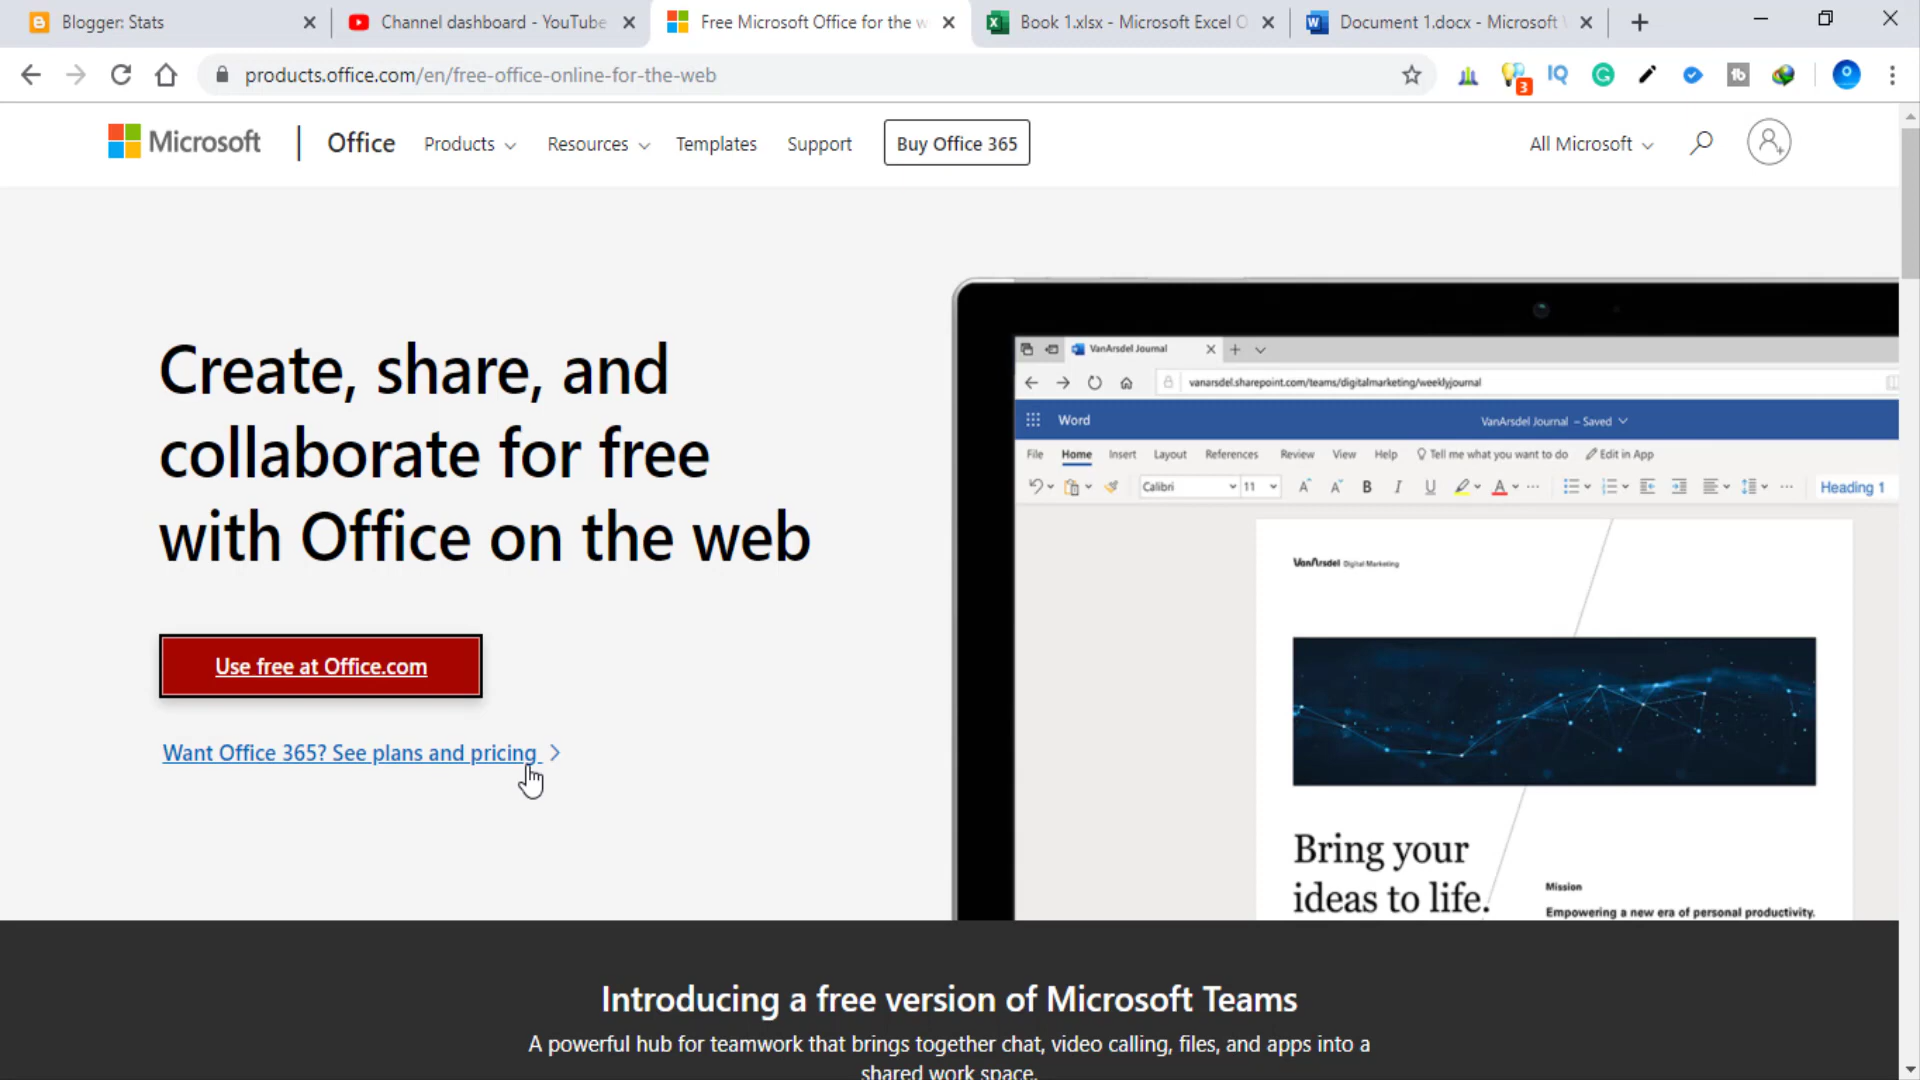 Blogger: Stats
Channel dashboard - YouTube
Free Microsoft Office for the w
Book 1.xlsx - Microsoft Excel O
Document 1.docx - Microsoft
products.office.com/en/free-office-online-for-the-web
3
IQ
tb
Microsoft | Office
Products
Resources
Templates
Support
Buy Office 365
All Microsoft
Create, share, and
collaborate for free
with Office on the web
Use free at Office.com
Want Office 365? See plans and pricing
VanArsdel Journal
vanarsdel.sharepoint.com/teams/digitalmarketing/weeklyjournal
Word
VanArsdel Journal – Saved
File Home Insert Layout References Review View Help Tell me what you want to do Edit in App
Calibri 11 A A B I U A Heading 1
VanArsdel Digital Marketing
Bring your
ideas to life.
Mission
Empowering a new era of personal productivity.
Introducing a free version of Microsoft Teams
A powerful hub for teamwork that brings together chat, video calling, files, and apps into a
shared work space.